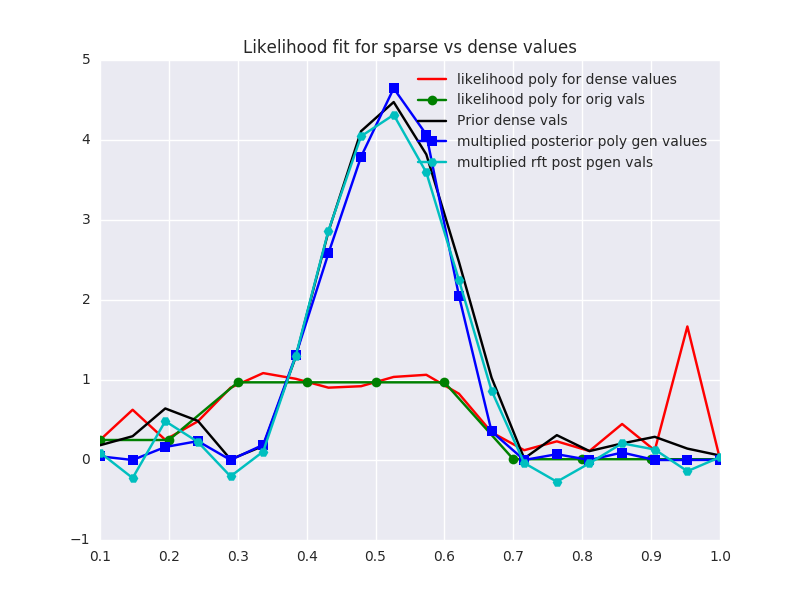 Likelihood fit for sparse vs dense values
likelihood poly for dense values
likelihood poly for orig vals
Prior dense vals
multiplied posterior poly gen values
multiplied rft post pgen vals
5
4
3
2
1
0
−1
0.1 0.2 0.3 0.4 0.5 0.6 0.7 0.8 0.9 1.0